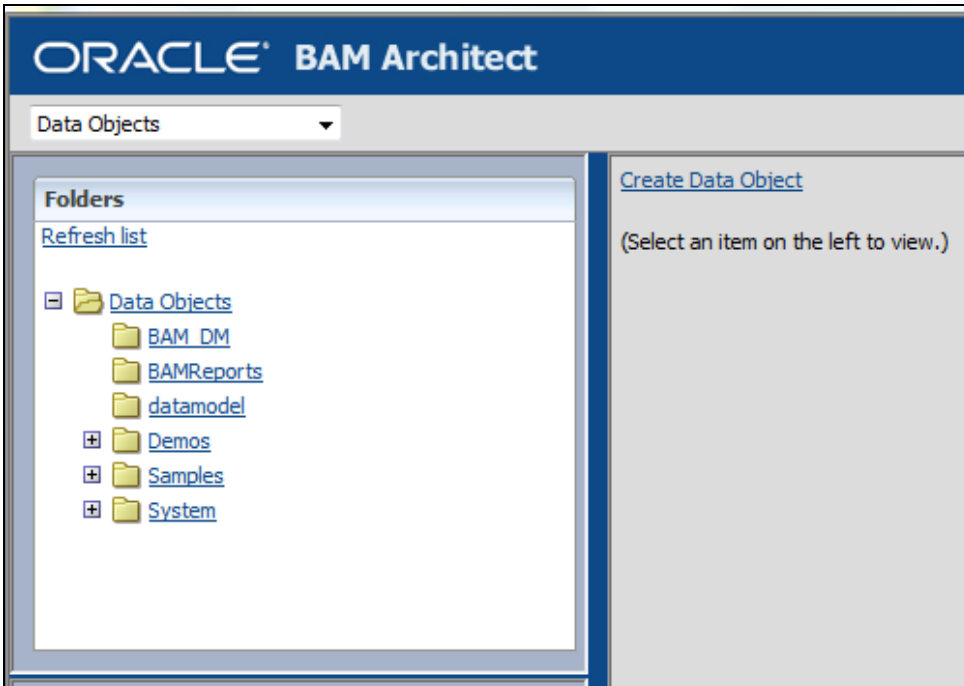 ORACLE® BAM Architect
Data Objects
Folders
Refresh list
Data Objects
BAM_DM
BAMReports
datamodel
Demos
Samples
System
Create Data Object
(Select an item on the left to view.)